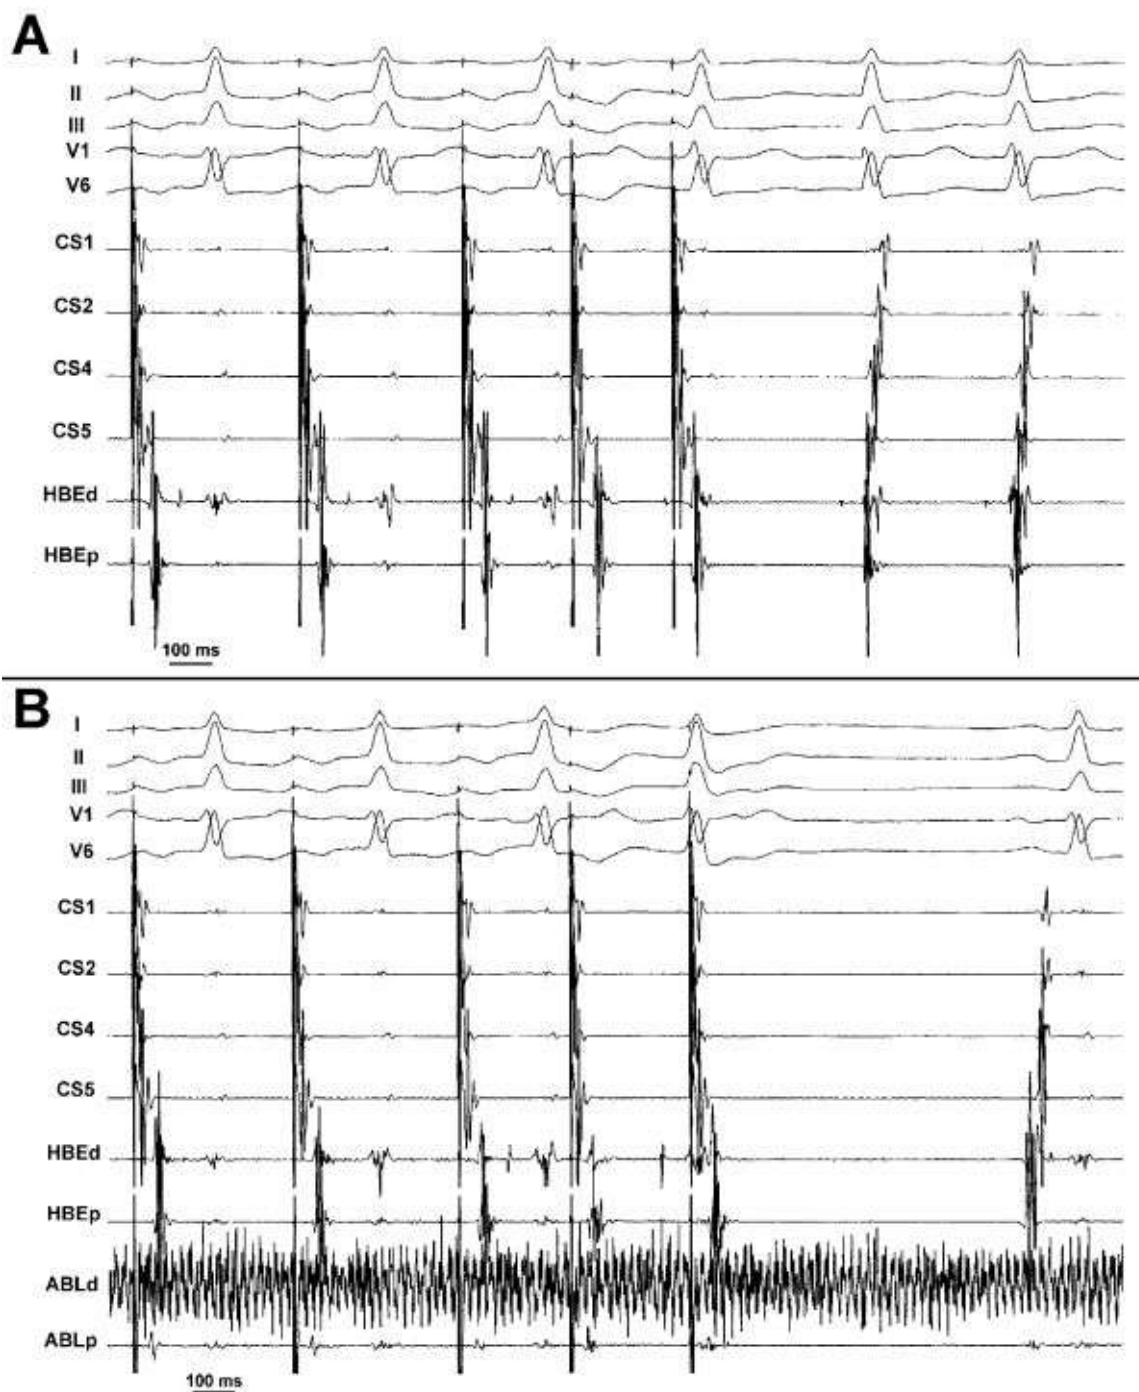 A
I
II
III
V1
V6
CS1
CS2
CS4
CS5
HBEd
HBEp
100 ms
B
I
II
III
V1
V6
CS1
CS2
CS4
CS5
HBEd
HBEp
ABLd
ABLp
100 ms